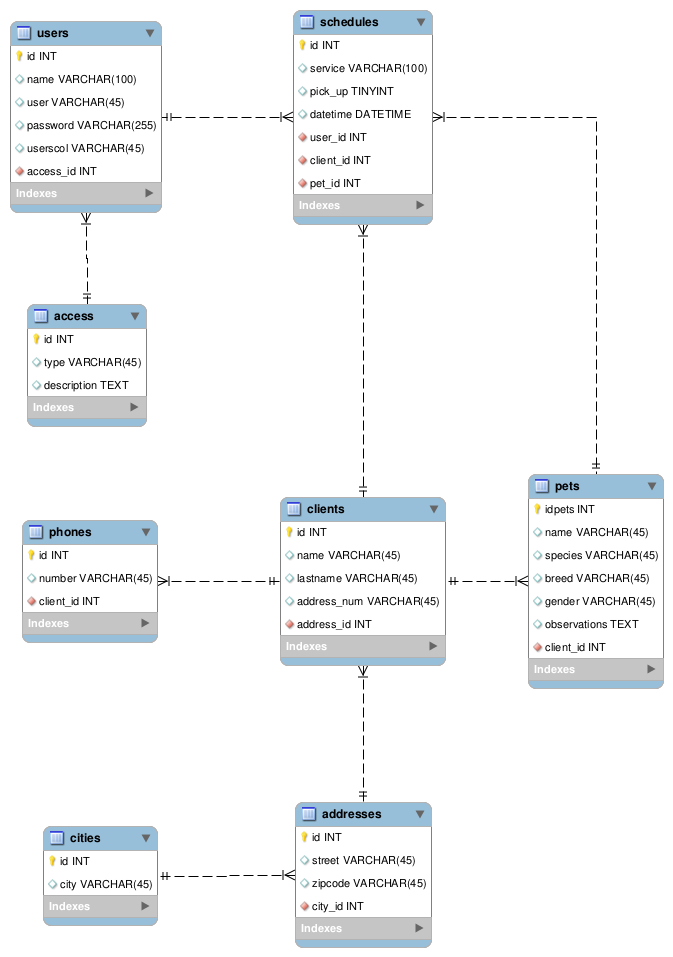 users
id INT
name VARCHAR(100)
user VARCHAR(45)
password VARCHAR(255)
userscol VARCHAR(45)
access_id INT
Indexes
schedules
id INT
service VARCHAR(100)
pick_up TINYINT
datetime DATETIME
user_id INT
client_id INT
pet_id INT
Indexes
access
id INT
type VARCHAR(45)
description TEXT
Indexes
phones
id INT
number VARCHAR(45)
client_id INT
Indexes
clients
id INT
name VARCHAR(45)
lastname VARCHAR(45)
address_num VARCHAR(45)
address_id INT
Indexes
pets
idpets INT
name VARCHAR(45)
species VARCHAR(45)
breed VARCHAR(45)
gender VARCHAR(45)
observations TEXT
client_id INT
Indexes
cities
id INT
city VARCHAR(45)
Indexes
addresses
id INT
street VARCHAR(45)
zipcode VARCHAR(45)
city_id INT
Indexes